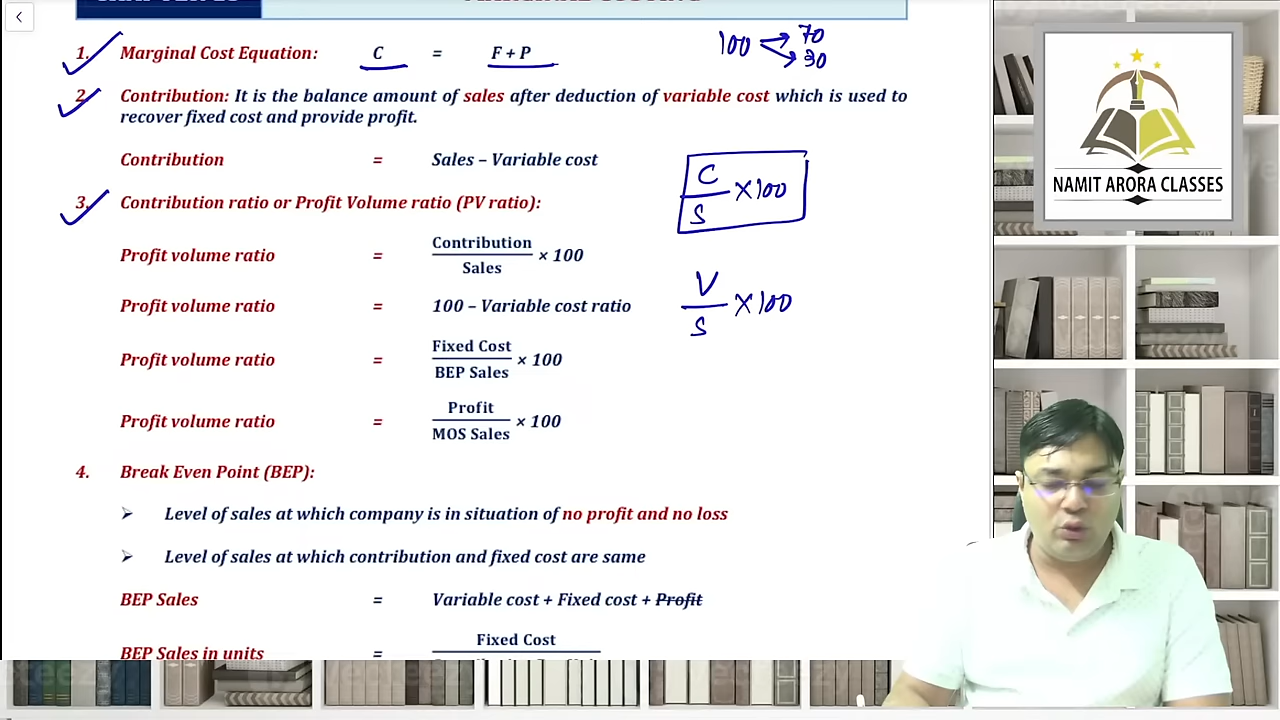 1. Marginal Cost Equation: C = F + P
100 70
30
2. Contribution: It is the balance amount of sales after deduction of variable cost which is used to
recover fixed cost and provide profit.
Contribution = Sales – Variable cost
C/S ×100
3. Contribution ratio or Profit Volume ratio (PV ratio):
Profit volume ratio = Contribution/Sales × 100
Profit volume ratio = 100 – Variable cost ratio
V/S ×100
Profit volume ratio = Fixed Cost/BEP Sales × 100
Profit volume ratio = Profit/MOS Sales × 100
4. Break Even Point (BEP):
➢ Level of sales at which company is in situation of no profit and no loss
➢ Level of sales at which contribution and fixed cost are same
BEP Sales = Variable cost + Fixed cost + Profit
BEP Sales in units = Fixed Cost
NAMIT ARORA CLASSES